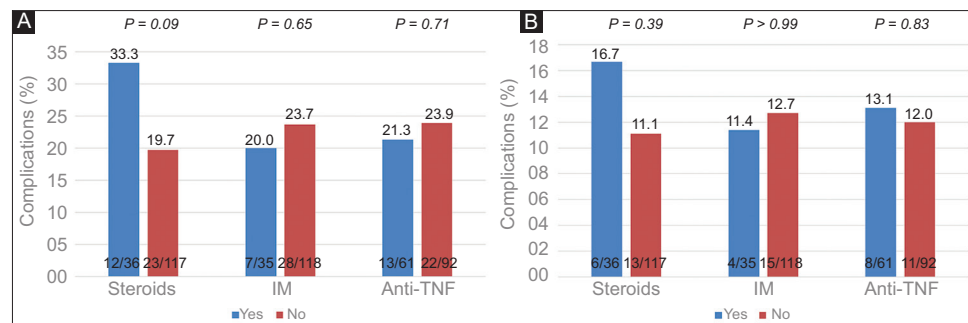 A
P = 0.09 P = 0.65 P = 0.71
Complications (%)
35
30
25
20
15
10
05
00
33.3 19.7 20.0 23.7 21.3 23.9
12/36 23/117 7/35 28/118 13/61 22/92
Steroids IM Anti-TNF
Yes No
B
P = 0.39 P > 0.99 P = 0.83
Complications (%)
18
16
14
12
10
08
06
04
02
00
16.7 11.1 11.4 12.7 13.1 12.0
6/36 13/117 4/35 15/118 8/61 11/92
Steroids IM Anti-TNF
Yes No